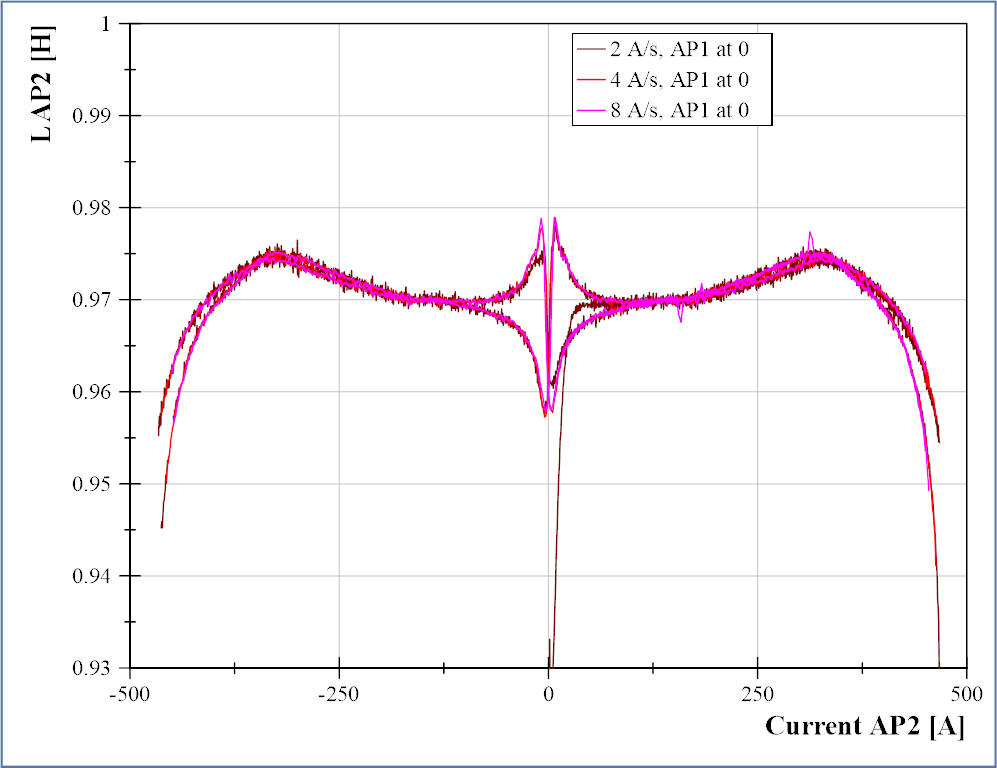 1
L AP2 [H]
2 A/s, AP1 at 0
4 A/s, AP1 at 0
8 A/s, AP1 at 0
0.99
0.98
0.97
0.96
0.95
0.94
0.93
-500 -250 0 250 500
Current AP2 [A]